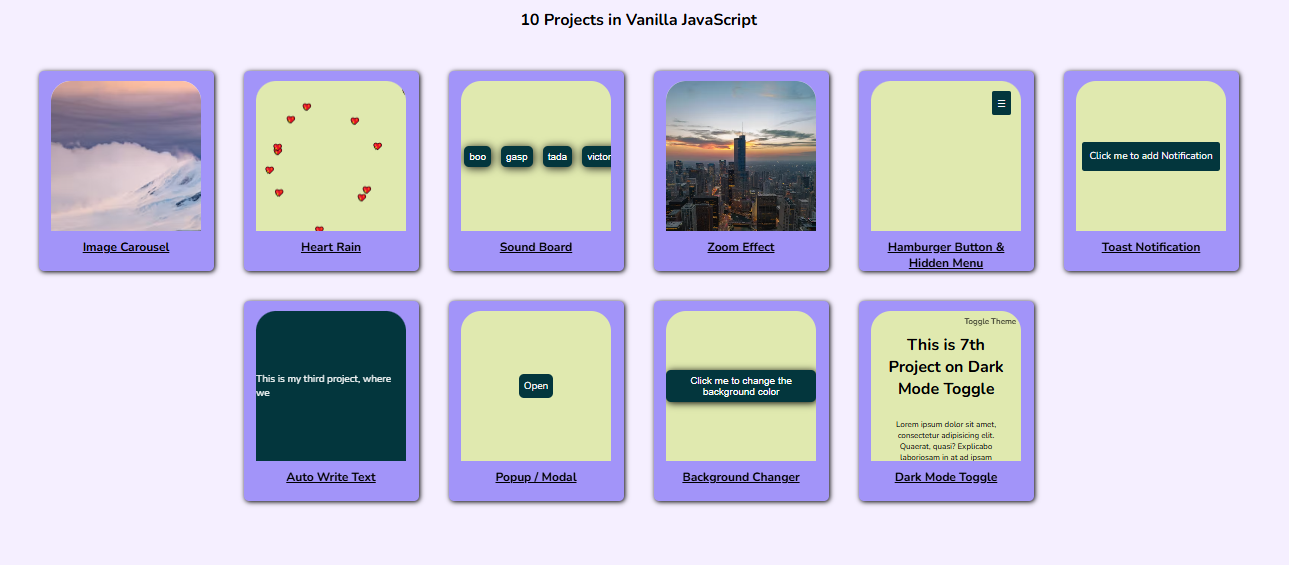 10 Projects in Vanilla JavaScript
Image Carousel
Heart Rain
boo gasp tada victor
Sound Board
Zoom Effect
☰
Hamburger Button &
Hidden Menu
Click me to add Notification
Toast Notification
This is my third project, where
we
Auto Write Text
Open
Popup / Modal
Click me to change the
background color
Background Changer
Toggle Theme
This is 7th
Project on Dark
Mode Toggle
Lorem ipsum dolor sit amet,
consectetur adipisicing elit.
Quaerat, quasi? Explicabo
laboriosam in at ad ipsam
Dark Mode Toggle